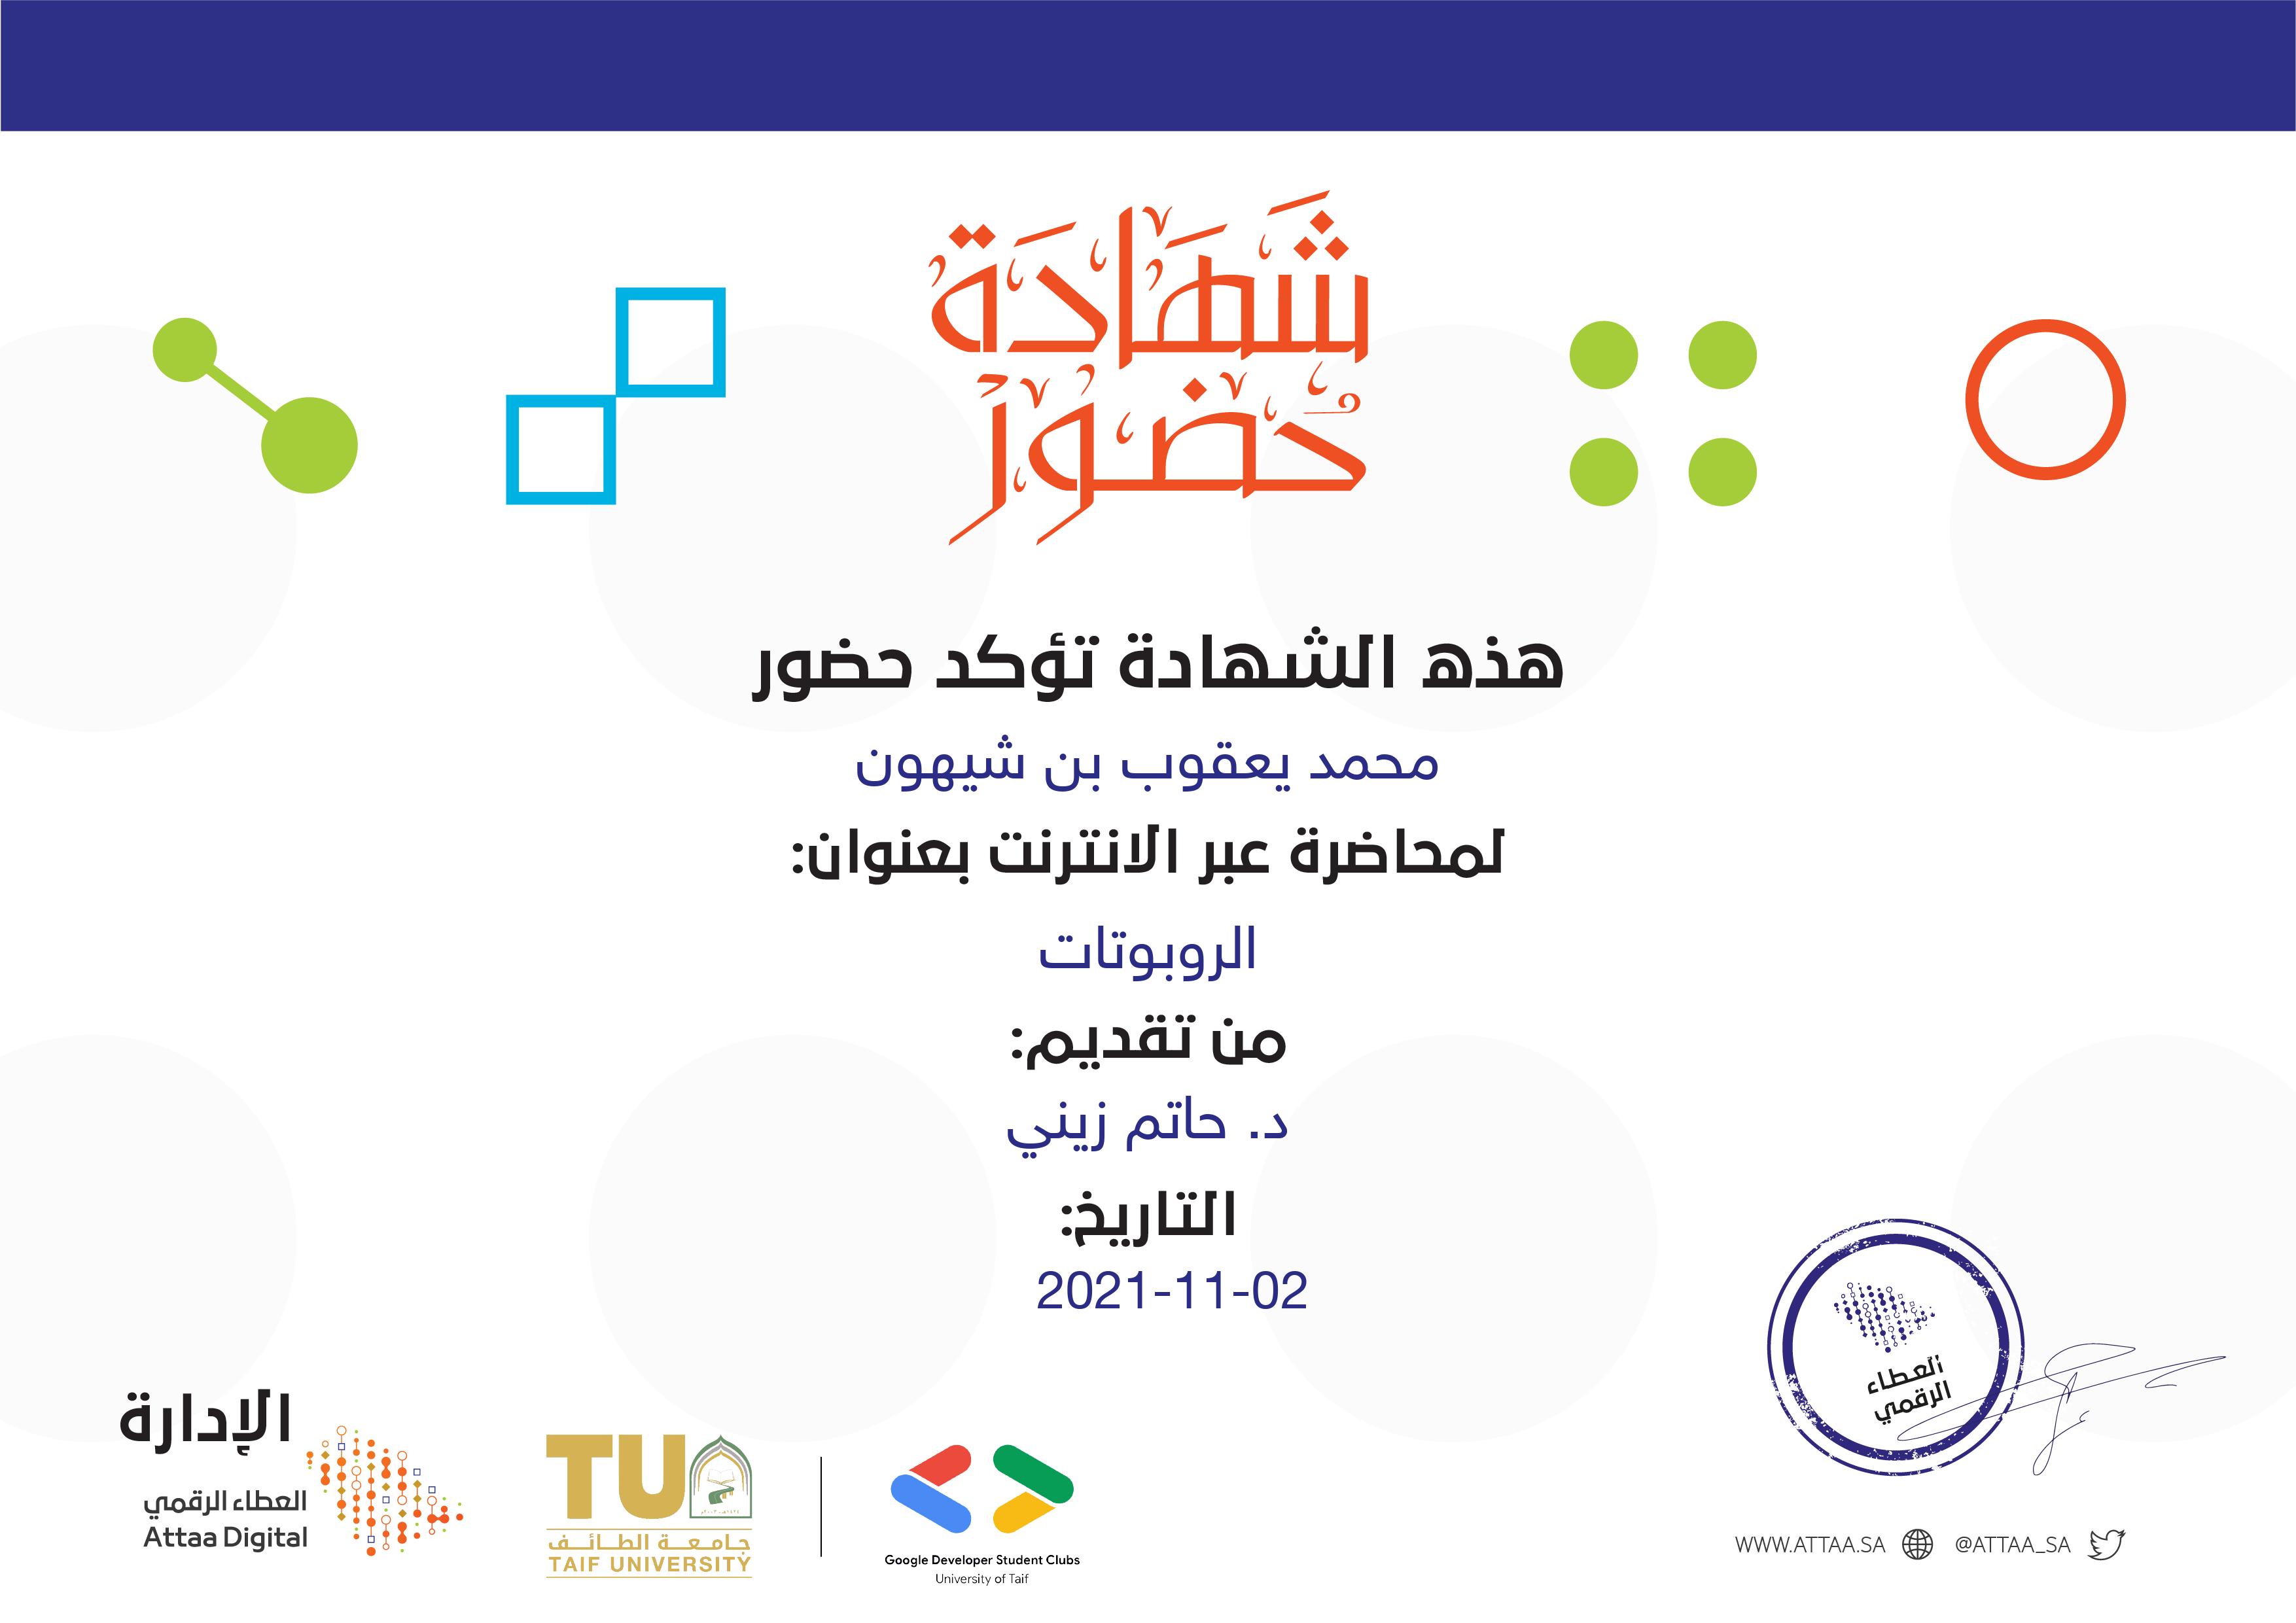 شَهَادَة
حُضُور
هذه الشهادة تؤكد حضور
محمد يعقوب بن شيهون
لمحاضرة عبر الانترنت بعنوان:
الروبوتات
من تقديم:
د. حاتم زيني
التاريخ:
2021-11-02
العطاء
الرقمي
الإدارة
العطاء الرقمي
Attaa Digital
TU
جامعة الطائف
TAIF UNIVERSITY
Google Developer Student Clubs
University of Taif
WWW.ATTAA.SA @ATTAA_SA